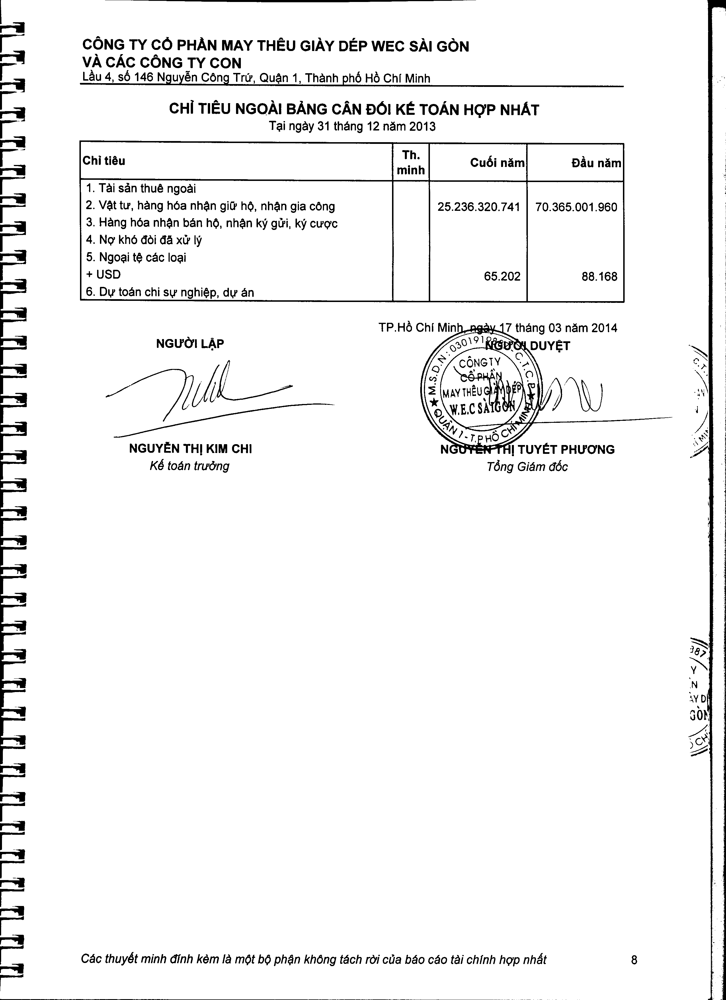 CÔNG TY CỔ PHẦN MAY THÊU GIÀY DÉP WEC SÀI GÒN
VÀ CÁC CÔNG TY CON
Lầu 4, số 146 Nguyễn Công Trứ, Quận 1, Thành phố Hồ Chí Minh
CHỈ TIÊU NGOÀI BẢNG CÂN ĐỐI KẾ TOÁN HỢP NHẤT
Tại ngày 31 tháng 12 năm 2013
Chỉ tiêu Th. minh Cuối năm Đầu năm
1. Tài sản thuê ngoài
2. Vật tư, hàng hóa nhận giữ hộ, nhận gia công 25.236.320.741 70.365.001.960
3. Hàng hóa nhận bán hộ, nhận ký gửi, ký cược
4. Nợ khó đòi đã xử lý
5. Ngoại tệ các loại
+ USD 65.202 88.168
6. Dự toán chi sự nghiệp, dự án
TP.Hồ Chí Minh, ngày 17 tháng 03 năm 2014
NGƯỜI LẬP NGƯỜI DUYỆT
M.S.D.N: C.T.C.P
CÔNG TY
CỔ PHẦN
MAY THÊU GIÀY DÉP
W.E.C SÀI GÒN
QUẬN 1 - T.P HỒ CHÍ MINH
NGUYỄN THỊ KIM CHI NGUYỄN THỊ TUYẾT PHƯƠNG
Kế toán trưởng Tổng Giám đốc
Các thuyết minh đính kèm là một bộ phận không tách rời của báo cáo tài chính hợp nhất 8